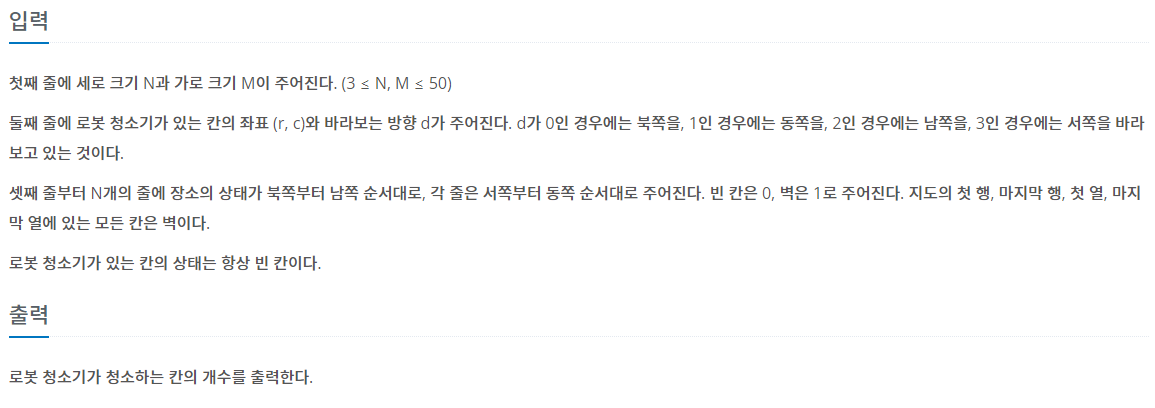 입력
첫째 줄에 세로 크기 N과 가로 크기 M이 주어진다. (3 ≤ N, M ≤ 50)
둘째 줄에 로봇 청소기가 있는 칸의 좌표 (r, c)와 바라보는 방향 d가 주어진다. d가 0인 경우에는 북쪽을, 1인 경우에는 동쪽을, 2인 경우에는 남쪽을, 3인 경우에는 서쪽을 바라
보고 있는 것이다.
셋째 줄부터 N개의 줄에 장소의 상태가 북쪽부터 남쪽 순서대로, 각 줄은 서쪽부터 동쪽 순서대로 주어진다. 빈 칸은 0, 벽은 1로 주어진다. 지도의 첫 행, 마지막 행, 첫 열, 마지
막 열에 있는 모든 칸은 벽이다.
로봇 청소기가 있는 칸의 상태는 항상 빈 칸이다.
출력
로봇 청소기가 청소하는 칸의 개수를 출력한다.